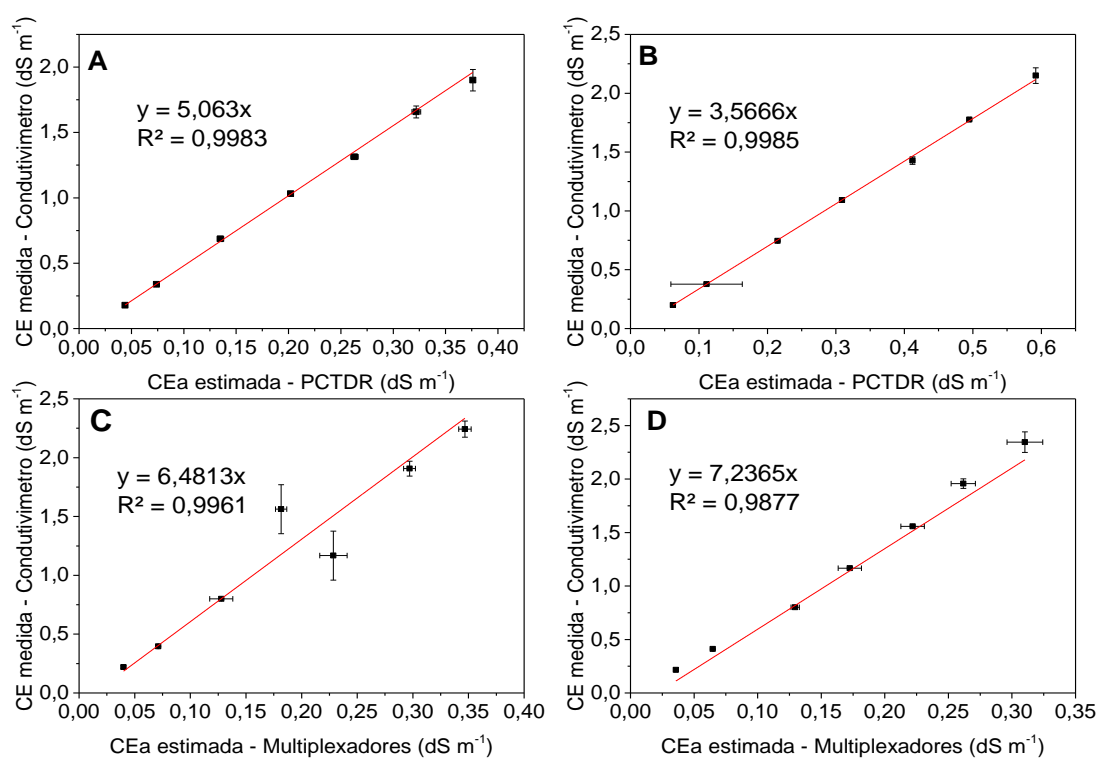 A
y = 5,063x
R² = 0,9983
CE medida - Condutivimetro (dS m⁻¹)
2,0
1,5
1,0
0,5
0,0
0,00 0,05 0,10 0,15 0,20 0,25 0,30 0,35 0,40
CEa estimada - PCTDR (dS m⁻¹)
B
y = 3,5666x
R² = 0,9985
CE medida - Condutivimetro (dS m⁻¹)
2,5
2,0
1,5
1,0
0,5
0,0
0,0 0,1 0,2 0,3 0,4 0,5 0,6
CEa estimada - PCTDR (dS m⁻¹)
C
y = 6,4813x
R² = 0,9961
CE medida - Condutivimetro (dS m⁻¹)
2,5
2,0
1,5
1,0
0,5
0,0
0,00 0,05 0,10 0,15 0,20 0,25 0,30 0,35 0,40
CEa estimada - Multiplexadores (dS m⁻¹)
D
y = 7,2365x
R² = 0,9877
CE medida - Condutivimetro (dS m⁻¹)
2,5
2,0
1,5
1,0
0,5
0,0
0,00 0,05 0,10 0,15 0,20 0,25 0,30 0,35
CEa estimada - Multiplexadores (dS m⁻¹)